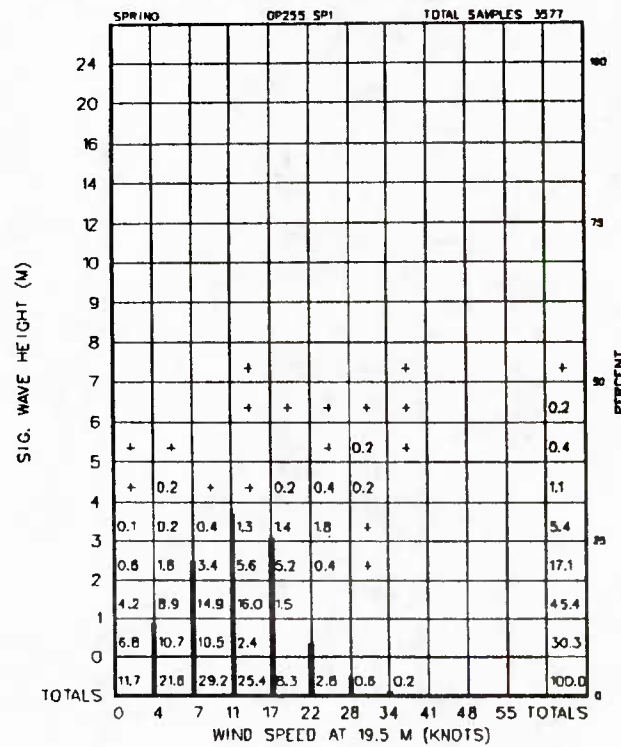 SPRING OP255 SP1 TOTAL SAMPLES 3577
24 100
20
16
14
12 75
10
9
8
+ + +
7 50
+ + + + + 0.2
6
+ + + 0.2 + 0.4
5
+ 0.2 + + 0.2 0.4 0.2 1.1
4
0.1 0.2 0.4 1.3 1.4 1.8 + 5.4
3 25
1.8 3.4 5.6 5.2 0.4 + 17.1
2
4.2 8.9 14.9 16.0 1.5 45.4
1
6.8 10.7 10.5 2.4 30.3
0
11.7 21.8 29.2 25.4 8.3 2.8 0.2 100.0
TOTALS 0
0 4 7 11 17 22 28 34 41 48 55 TOTALS
WIND SPEED AT 19.5 M (KNOTS)
SIG. WAVE HEIGHT (M)
PERCENT